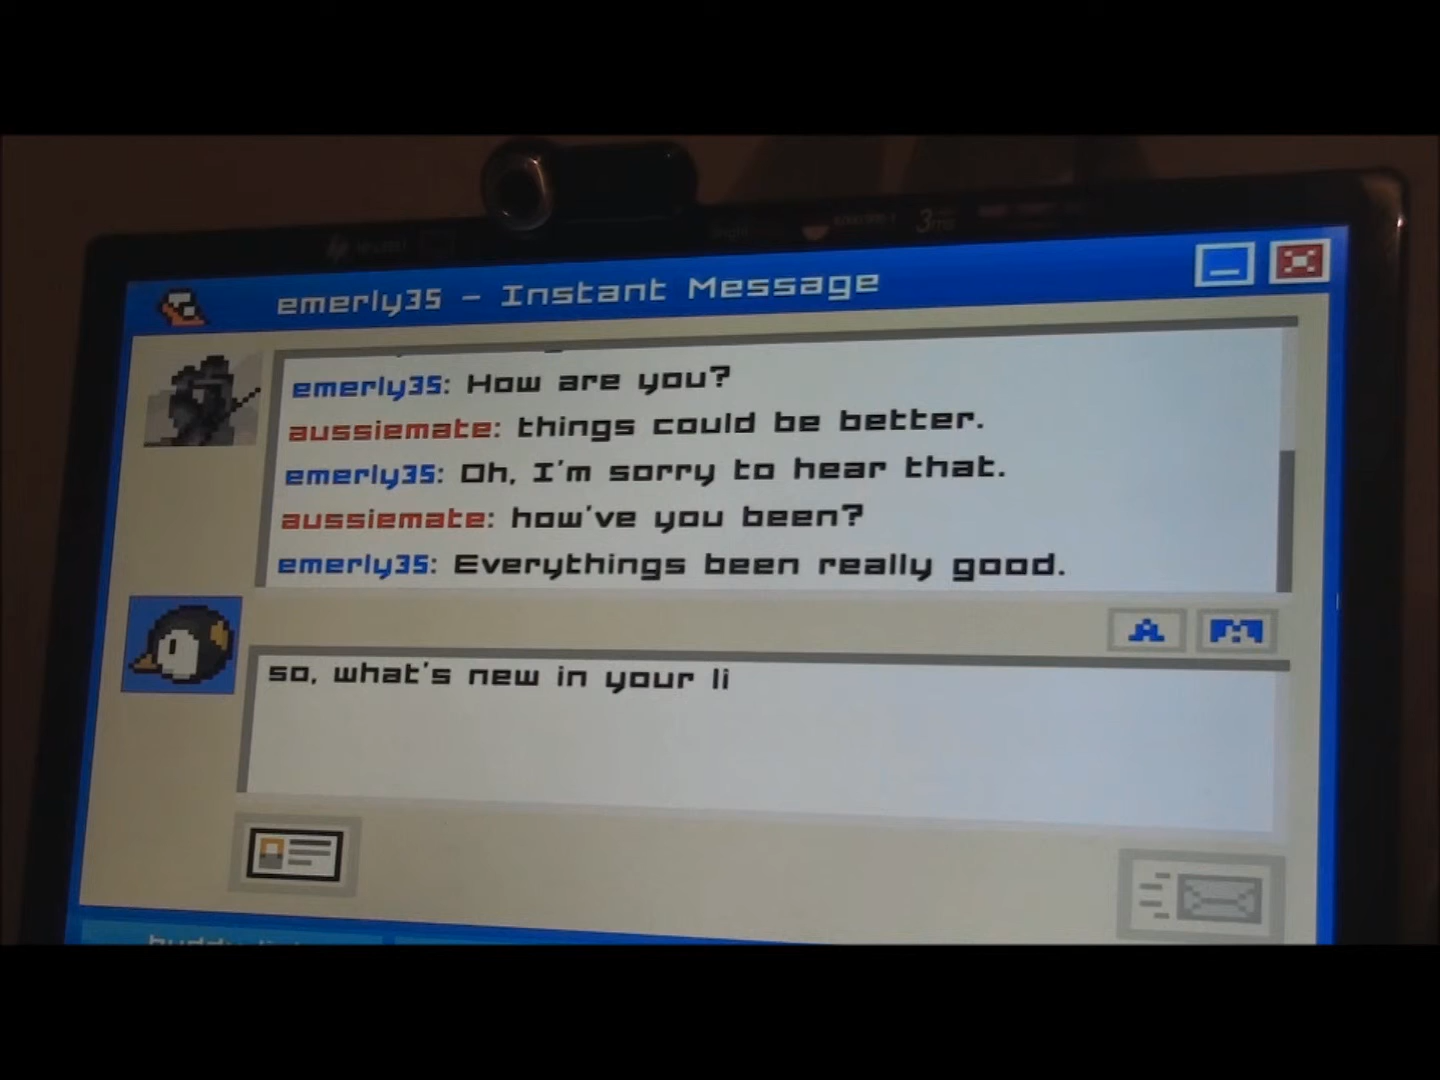 3ms
emerly35 - Instant Message
emerly35: How are you?
aussiemate: things could be better.
emerly35: Oh, I'm sorry to hear that.
aussiemate: how've you been?
emerly35: Everythings been really good.
A
so, what's new in your li